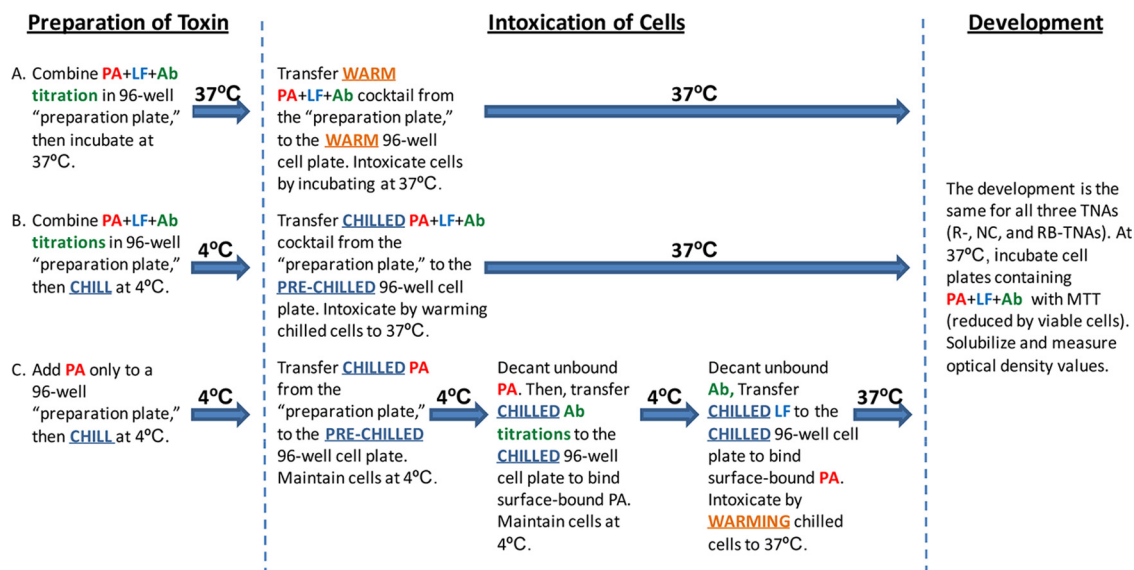 Preparation of Toxin
Intoxication of Cells
Development
A. Combine PA+LF+Ab
titration in 96-well
“preparation plate,”
then incubate at
37ºC.
37ºC
Transfer WARM
PA+LF+Ab cocktail from
the “preparation plate,”
to the WARM 96-well
cell plate. Intoxicate cells
by incubating at 37ºC.
37ºC
B. Combine PA+LF+Ab
titrations in 96-well
“preparation plate,”
then CHILL at 4ºC.
4ºC
Transfer CHILLED PA+LF+Ab
cocktail from the
“preparation plate,” to the
PRE-CHILLED 96-well cell
plate. Intoxicate by warming
chilled cells to 37ºC.
37ºC
C. Add PA only to a
96-well
“preparation plate,”
then CHILL at 4ºC.
4ºC
Transfer CHILLED PA
from the
“preparation plate,”
to the PRE-CHILLED
96-well cell plate.
Maintain cells at 4ºC.
4ºC
Decant unbound
PA. Then, transfer
CHILLED Ab
titrations to the
CHILLED 96-well
cell plate to bind
surface-bound PA.
Maintain cells at
4ºC.
4ºC
Decant unbound
Ab, Transfer
CHILLED LF to the
CHILLED 96-well cell
plate to bind
surface-bound PA.
Intoxicate by
WARMING chilled
cells to 37ºC.
37ºC
The development is the
same for all three TNAs
(R-, NC, and RB-TNAs). At
37ºC, incubate cell
plates containing
PA+LF+Ab with MTT
(reduced by viable cells).
Solubilize and measure
optical density values.